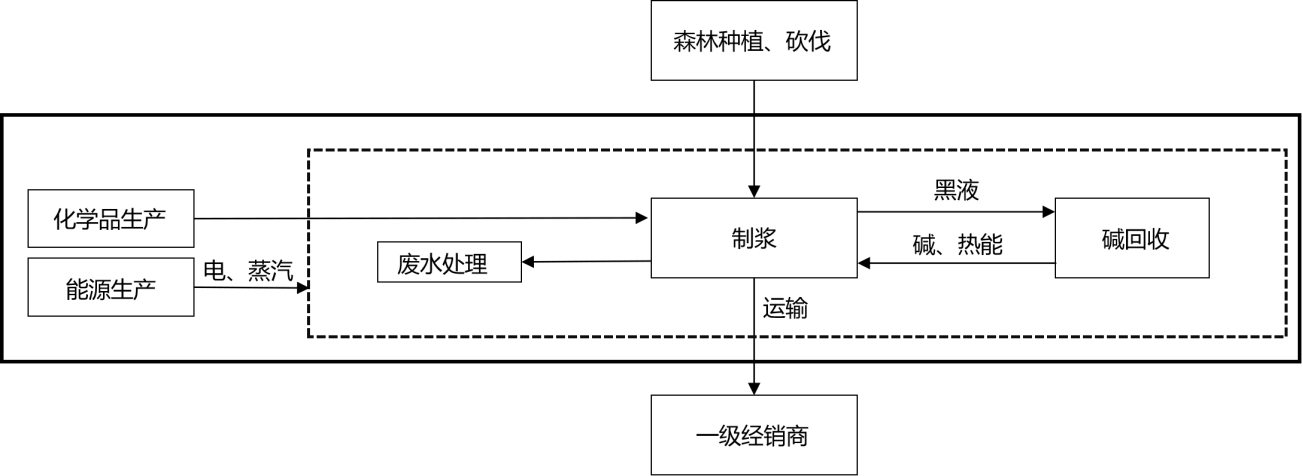 森林种植、砍伐
化学品生产
能源生产
电、蒸汽
废水处理
制浆
黑液
碱、热能
碱回收
运输
一级经销商